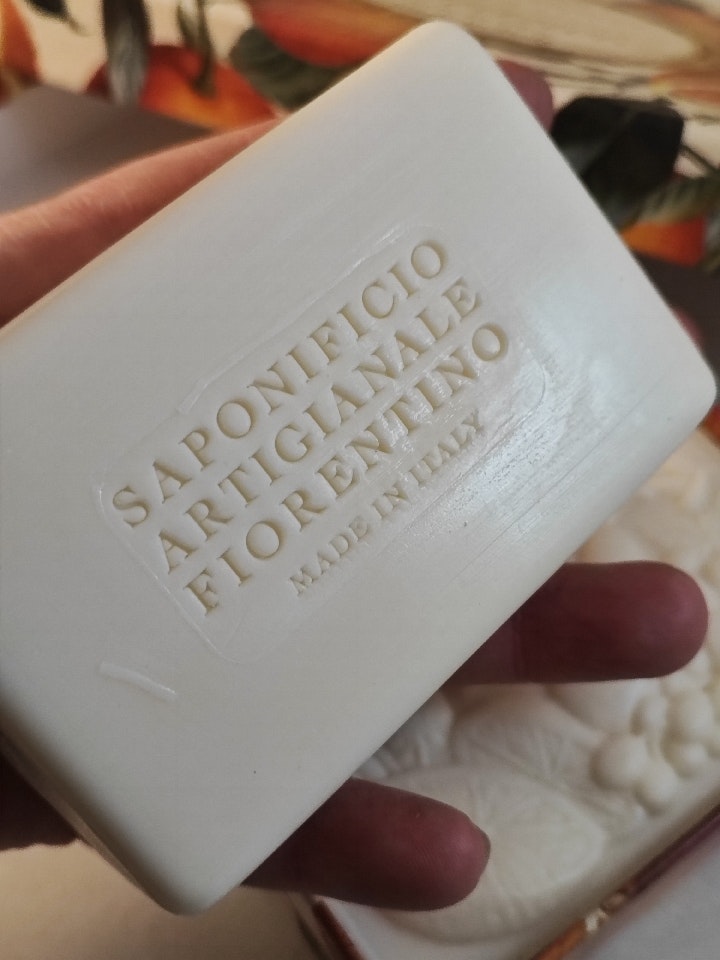 SAPONIFICIO
ARTIGIANALE
FIORENTINO
MADE IN ITALY